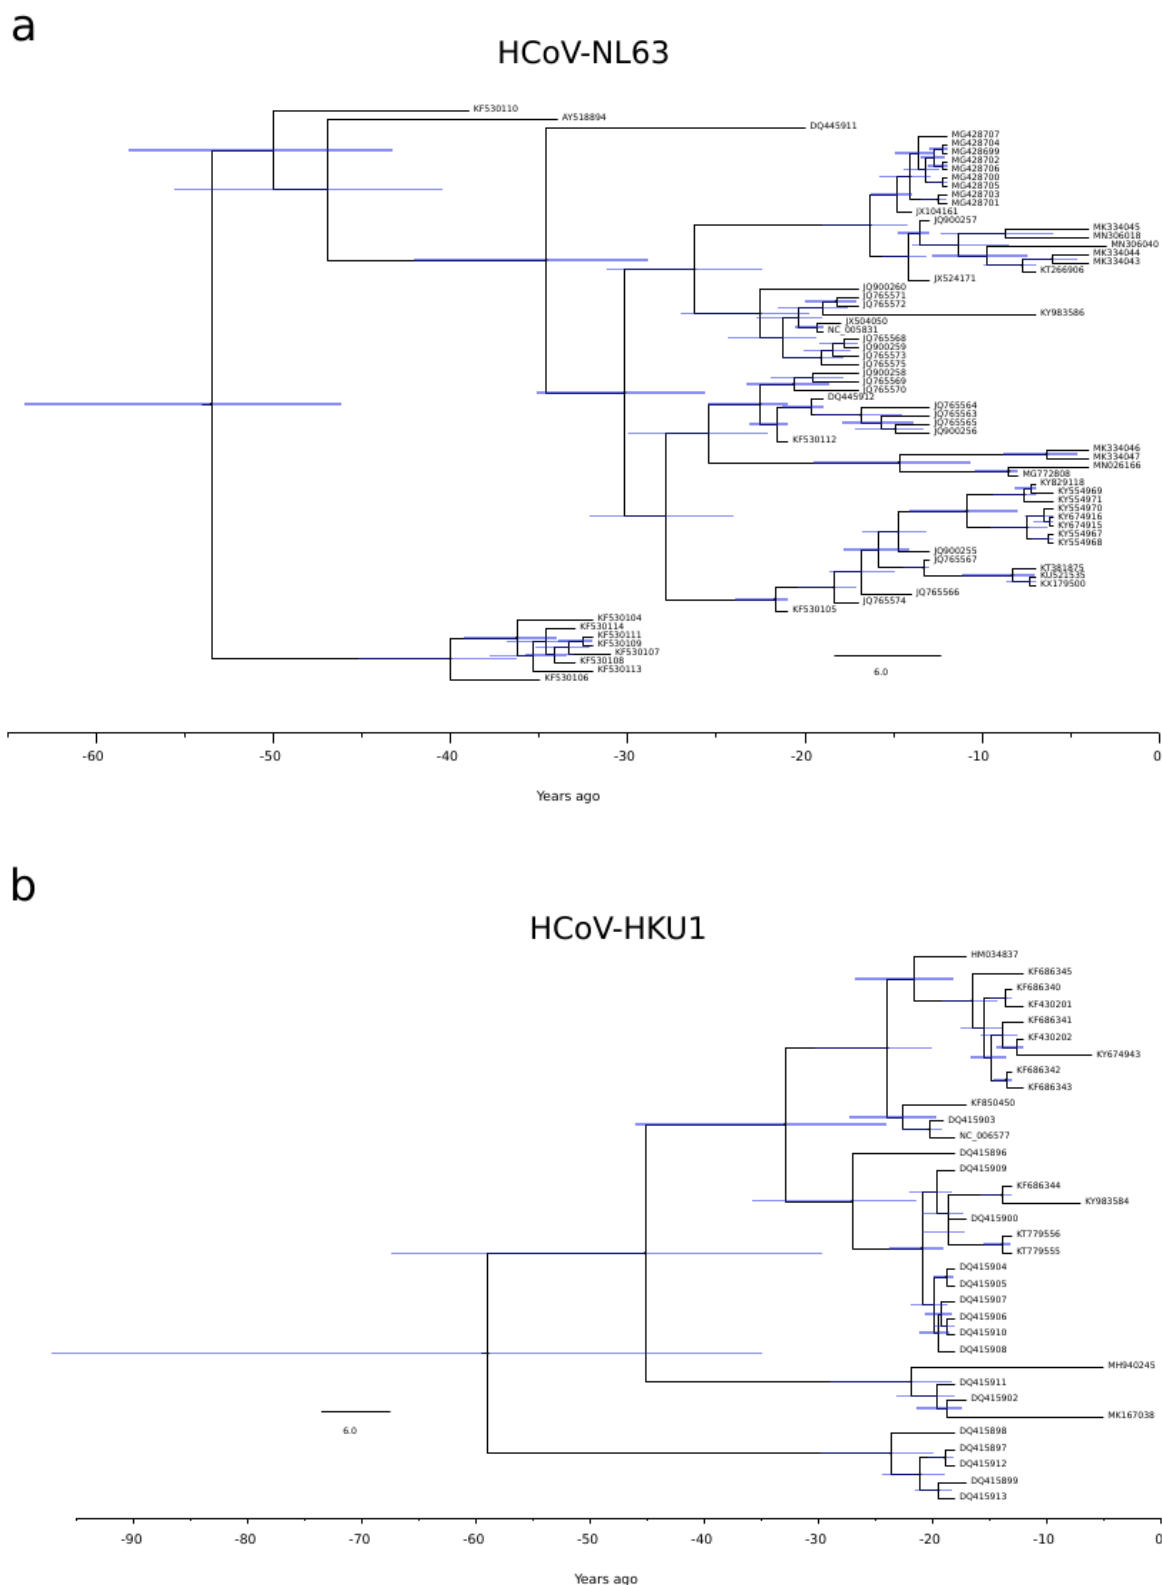 a
HCoV-NL63
KF530110
AY518894
DQ445911
MG428707
MG428704
MG428699
MG428702
MG428706
MG428700
MG428705
MG428703
MG428701
JX104161
JQ900257
MK334045
MN306018
MN306040
MK334044
MK334043
KT266906
JX524171
JQ900260
JQ765571
JQ765572
KY983586
JX504050
NC_005831
JQ765568
JQ900259
JQ765573
JQ765575
JQ900258
JQ765569
JQ765570
DQ445912
JQ765564
JQ765563
JQ765565
JQ900256
KF530112
MK334046
MK334047
MN026166
MG772808
KY829118
KY554969
KY554971
KY554970
KY674916
KY674915
KY554967
KY554968
JQ900255
JQ765567
KT381875
KU521535
KX179500
JQ765566
JQ765574
KF530105
KF530104
KF530114
KF530111
KF530109
KF530107
KF530108
KF530113
KF530106
6.0
-60 -50 -40 -30 -20 -10 0
Years ago
b
HCoV-HKU1
HM034837
KF686345
KF686340
KF430201
KF686341
KF430202
KY674943
KF686342
KF686343
KF850450
DQ415903
NC_006577
DQ415896
DQ415909
KF686344
KY983584
DQ415900
KT779556
KT779555
DQ415904
DQ415905
DQ415907
DQ415906
DQ415910
DQ415908
MH940245
DQ415911
DQ415902
MK167038
6.0
DQ415898
DQ415897
DQ415912
DQ415899
DQ415913
-90 -80 -70 -60 -50 -40 -30 -20 -10 0
Years ago